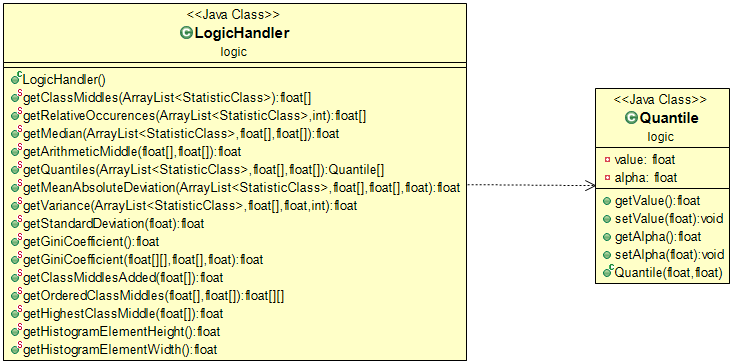 <<Java Class>>
LogicHandler
logic
LogicHandler()
getClassMiddles(ArrayList<StatisticClass>):float[]
getRelativeOccurences(ArrayList<StatisticClass>,int):float[]
getMedian(ArrayList<StatisticClass>,float[],float[]):float
getArithmeticMiddle(float[],float[]):float
getQuantiles(ArrayList<StatisticClass>,float[],float[]):Quantile[]
getMeanAbsoluteDeviation(ArrayList<StatisticClass>,float[],float[],float):float
getVariance(ArrayList<StatisticClass>,float[],float,int):float
getStandardDeviation(float):float
getGiniCoefficient():float
getGiniCoefficient(float[][],float[],float):float
getClassMiddlesAdded(float[]):float
getOrderedClassMiddles(float[],float[]):float[][]
getHighestClassMiddle(float[]):float
getHistogramElementHeight():float
getHistogramElementWidth():float
<<Java Class>>
Quantile
logic
value: float
alpha: float
getValue():float
setValue(float):void
getAlpha():float
setAlpha(float):void
Quantile(float,float)